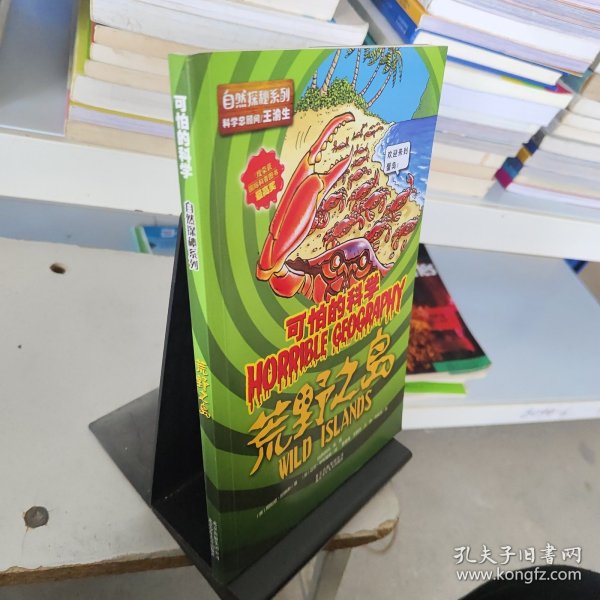 可怕的科学
自然探秘系列
荒野之岛
自然探秘系列
科学总顾问/王渝生
最高奖
欢迎来到
蟹岛!
可怕的科学
HORRIBLE GEOGRAPHY
荒野之岛
WILD ISLANDS
孔夫子旧书网
www.kongfz.com